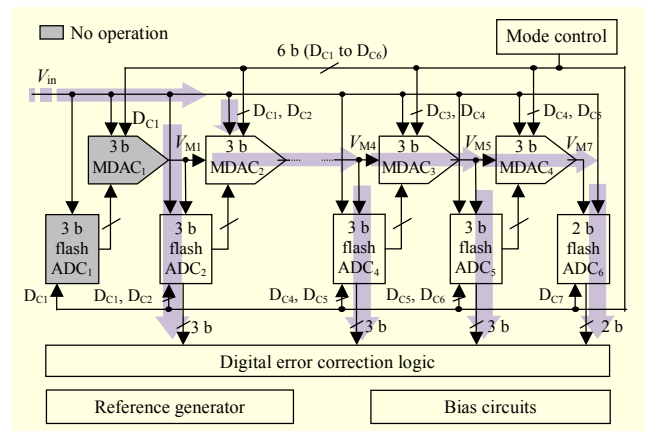 No operation
Mode control
6 b (DC1 to DC6)
Vin
DC1
DC1, DC2
DC3, DC4
DC4, DC5
3 b
MDAC1
VM1
3 b
MDAC2
VM4
3 b
MDAC3
VM5
3 b
MDAC4
VM7
3 b
flash
ADC1
3 b
flash
ADC2
3 b
flash
ADC4
3 b
flash
ADC5
2 b
flash
ADC6
DC1
DC1, DC2
DC4, DC5
DC5, DC6
DC7
3 b
3 b
3 b
2 b
Digital error correction logic
Reference generator
Bias circuits